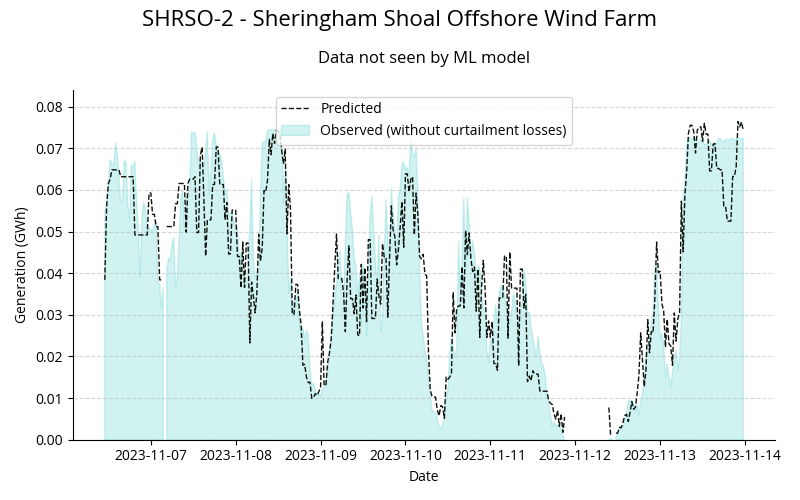 SHRSO-2 - Sheringham Shoal Offshore Wind Farm
Data not seen by ML model
Predicted
Observed (without curtailment losses)
0.08
0.07
0.06
0.05
0.04
0.03
0.02
0.01
0.00
Generation (GWh)
2023-11-07 2023-11-08 2023-11-09 2023-11-10 2023-11-11 2023-11-12 2023-11-13 2023-11-14
Date